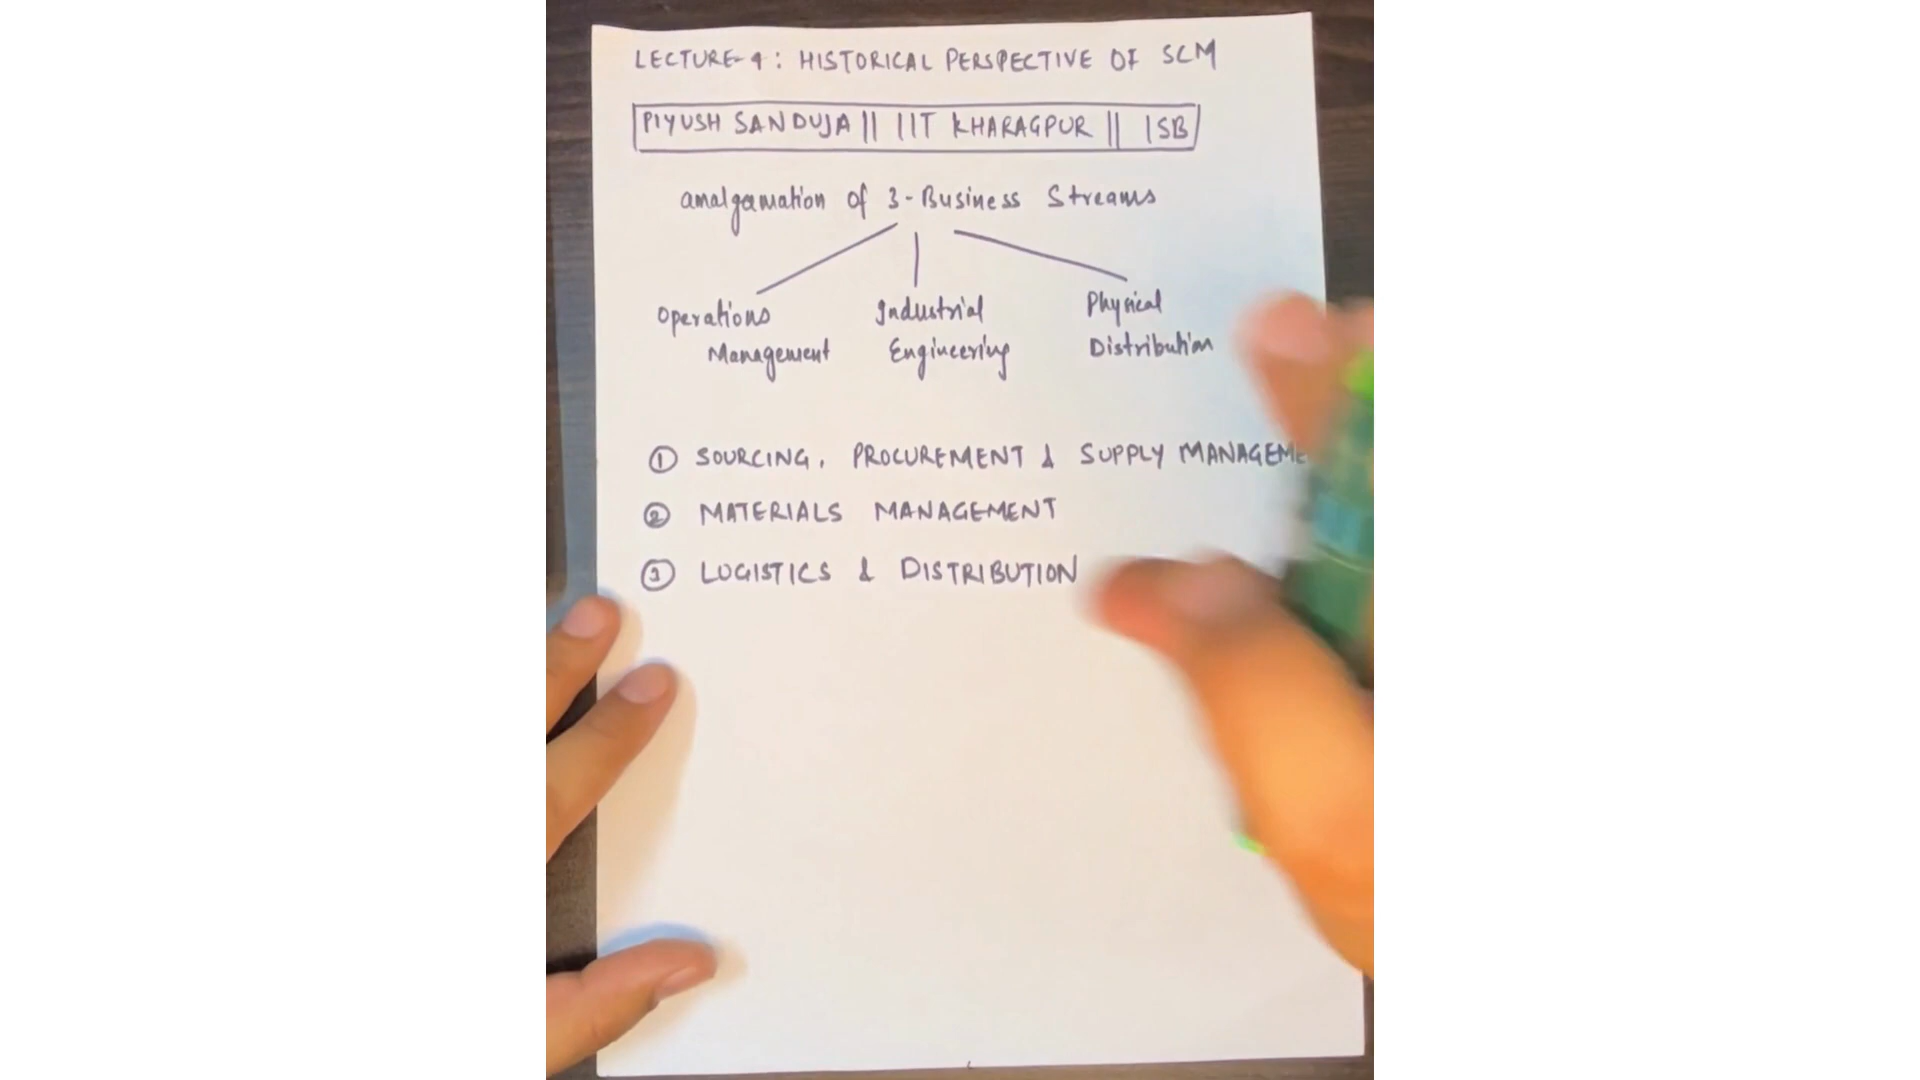 LECTURE-4: HISTORICAL PERSPECTIVE OF SCM
PIYUSH SANDUJA || IIT KHARAGPUR || ISB
amalgamation of 3-Business Streams
Operations Management
Industrial Engineering
Physical Distribution
① SOURCING, PROCUREMENT & SUPPLY MANAGEME
② MATERIALS MANAGEMENT
③ LOGISTICS & DISTRIBUTION